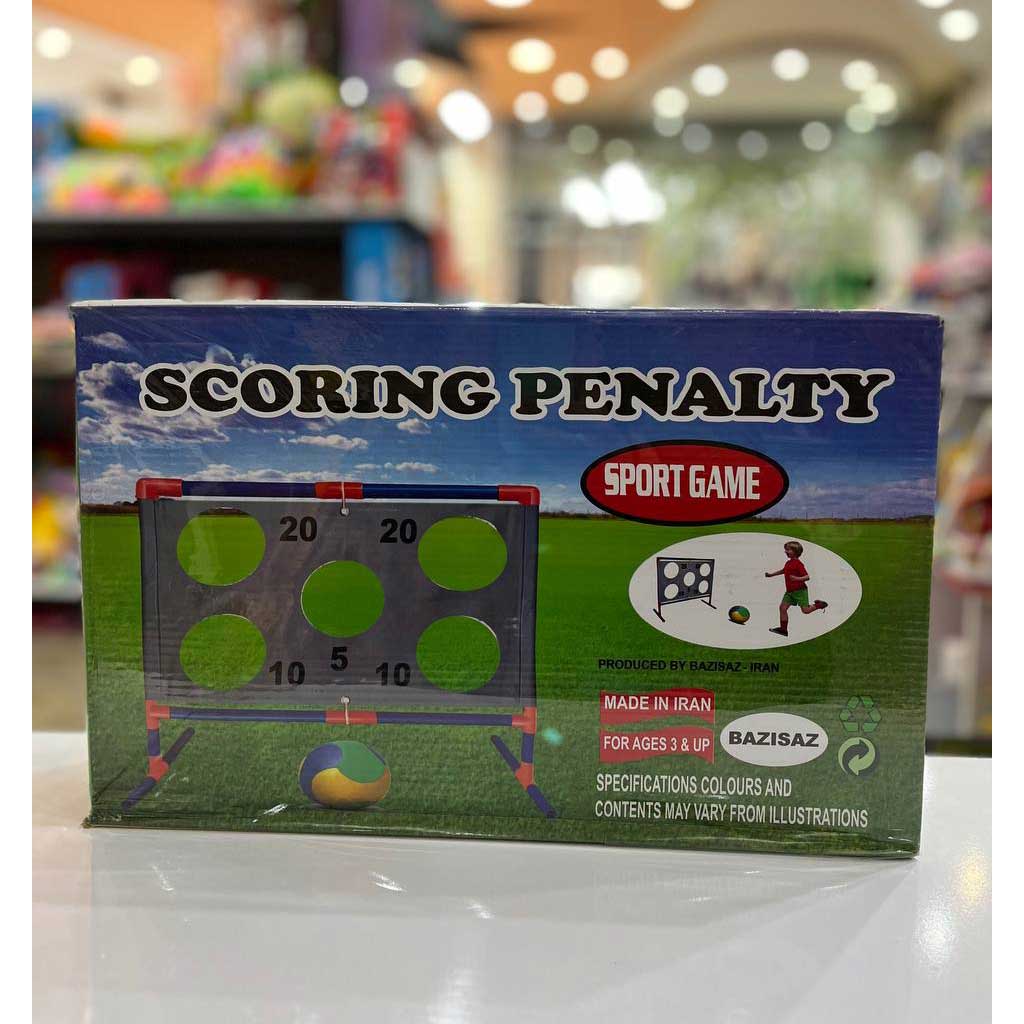 SCORING PENALTY
SPORT GAME
20 20
10 5 10
PRODUCED BY BAZISAZ- IRAN
MADE IN IRAN
FOR AGES 3 & UP
BAZISAZ
SPECIFICATIONS COLOURS AND
CONTENTS MAY VARY FROM ILLUSTRATIONS